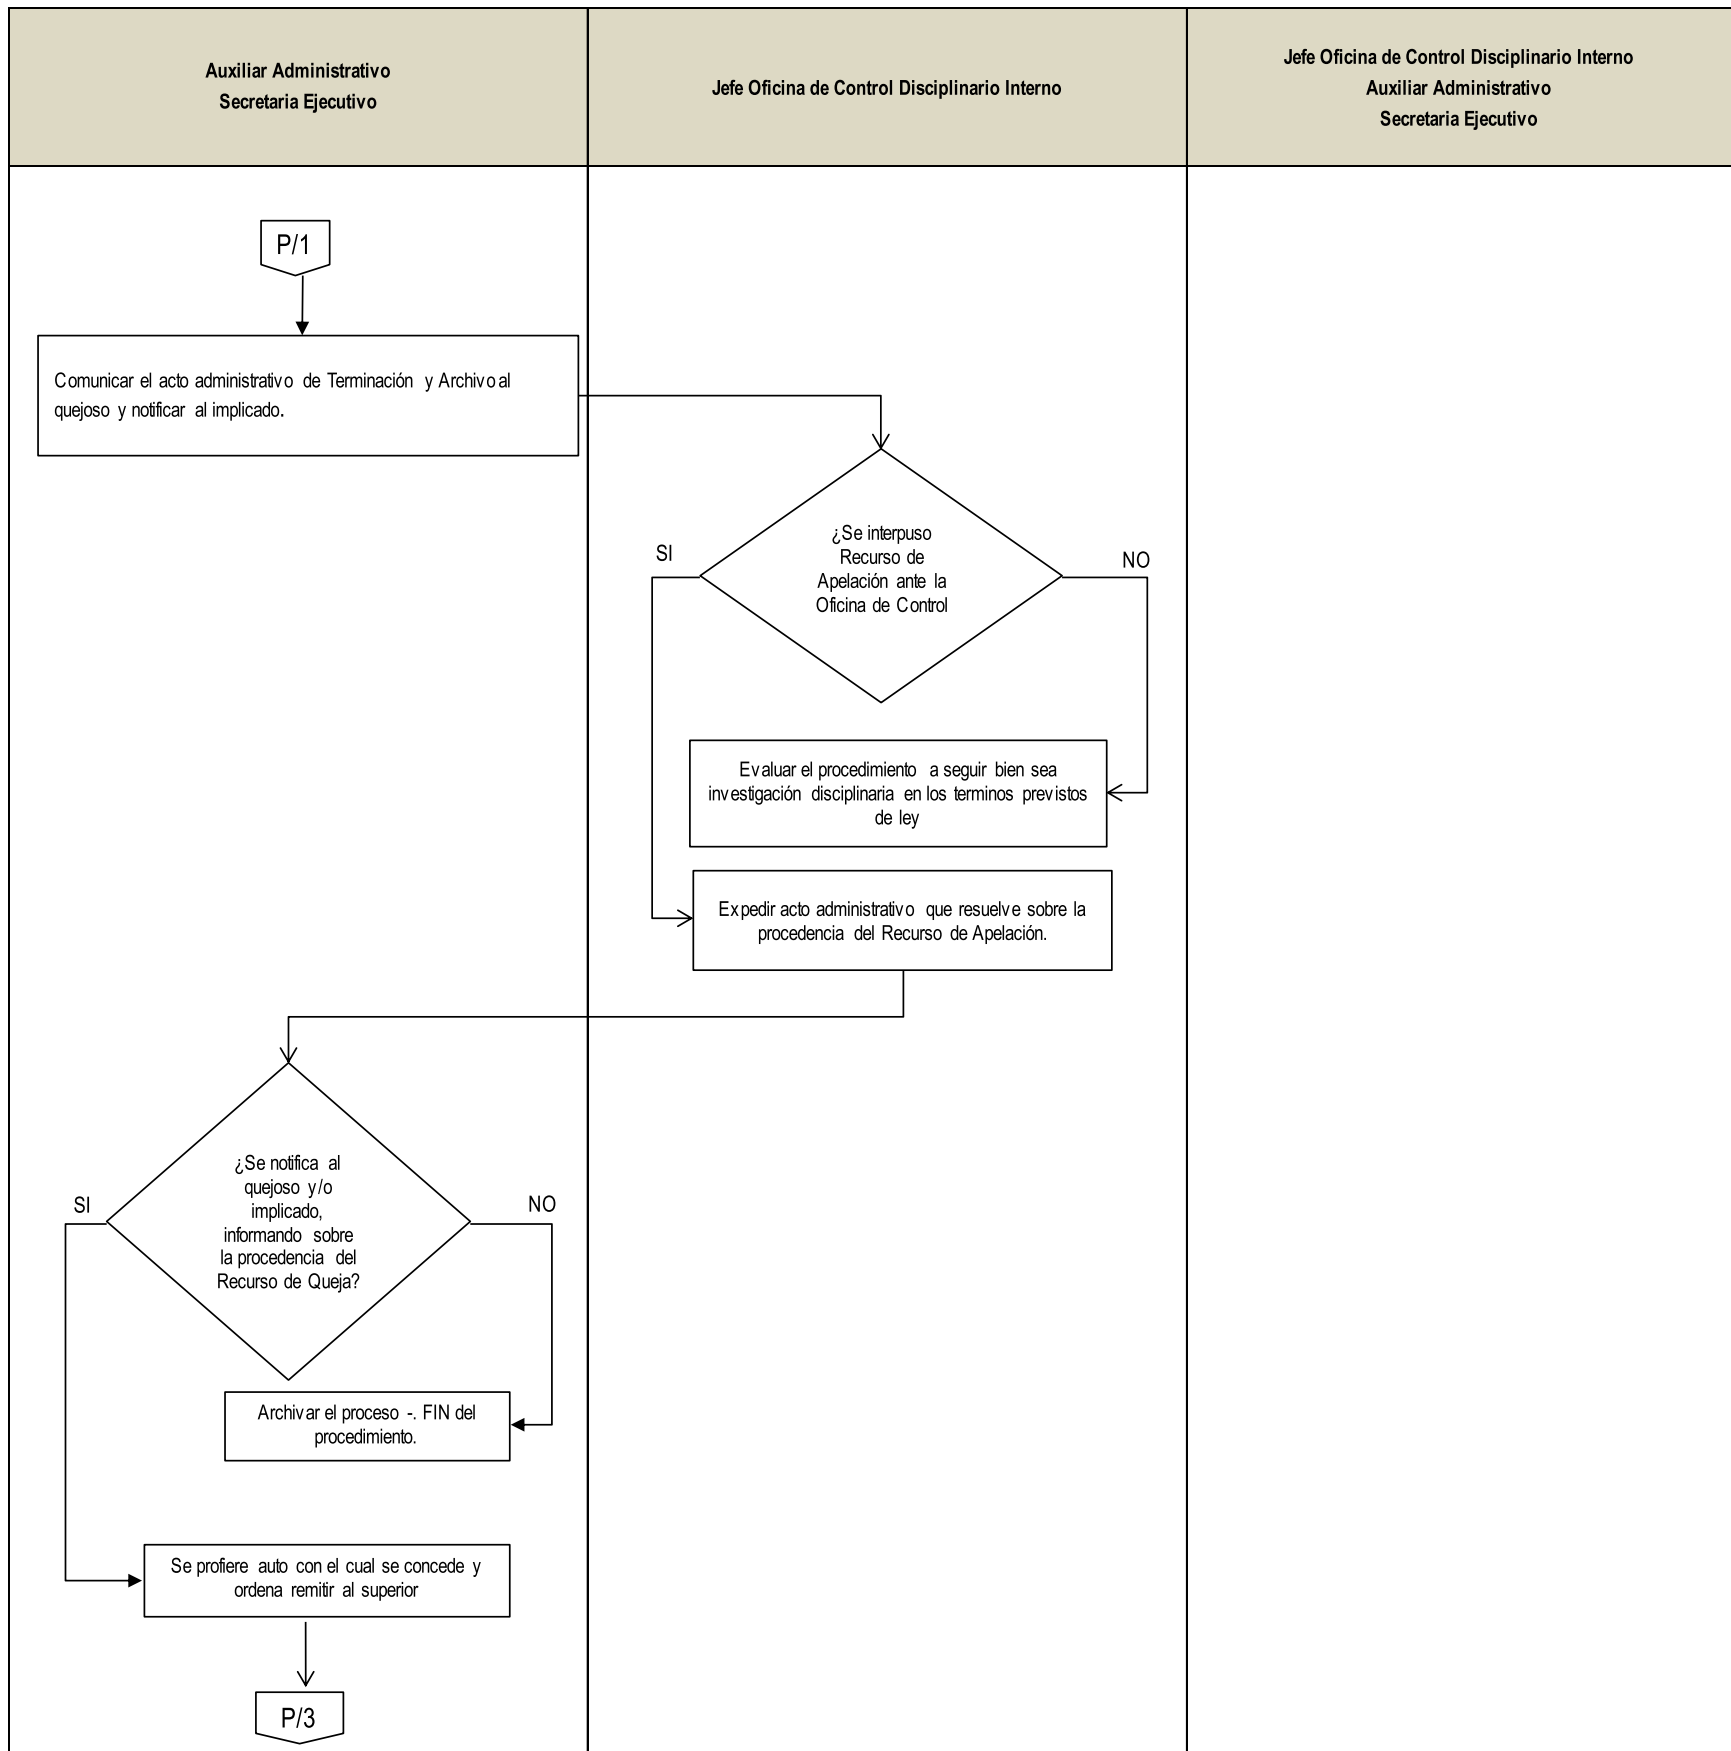 Auxiliar Administrativo
Secretaria Ejecutivo
Jefe Oficina de Control Disciplinario Interno
Jefe Oficina de Control Disciplinario Interno
Auxiliar Administrativo
Secretaria Ejecutivo
P/1
Comunicar el acto administrativo de Terminación y Archivo al
quejoso y notificar al implicado.
¿Se interpuso
Recurso de
Apelación ante la
Oficina de Control
SI
NO
Evaluar el procedimiento a seguir bien sea
investigación disciplinaria en los terminos previstos
de ley
Expedir acto administrativo que resuelve sobre la
procedencia del Recurso de Apelación.
¿Se notifica al
quejoso y/o
implicado,
informando sobre
la procedencia del
Recurso de Queja?
SI
NO
Archivar el proceso -. FIN del
procedimiento.
Se profiere auto con el cual se concede y
ordena remitir al superior
P/3